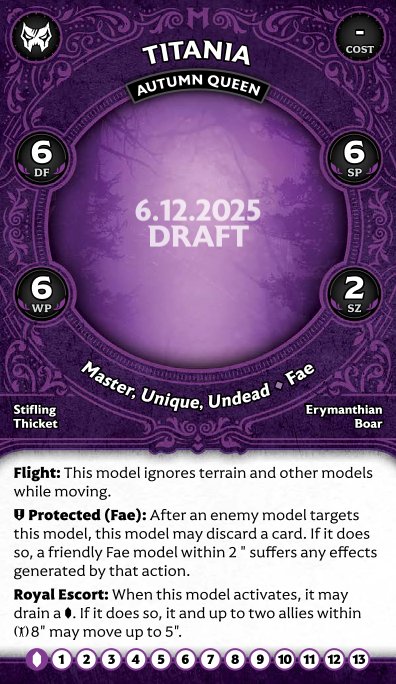 TITANIA
AUTUMN QUEEN
-
COST
6
DF
6
SP
6.12.2025
DRAFT
6
WP
2
SZ
Master, Unique, Undead ♦ Fae
Stifling
Thicket
Erymanthian
Boar
Flight: This model ignores terrain and other models
while moving.
Protected (Fae): After an enemy model targets
this model, this model may discard a card. If it does
so, a friendly Fae model within 2 " suffers any effects
generated by that action.
Royal Escort: When this model activates, it may
drain a . If it does so, it and up to two allies within
8" may move up to 5".
1 2 3 4 5 6 7 8 9 10 11 12 13